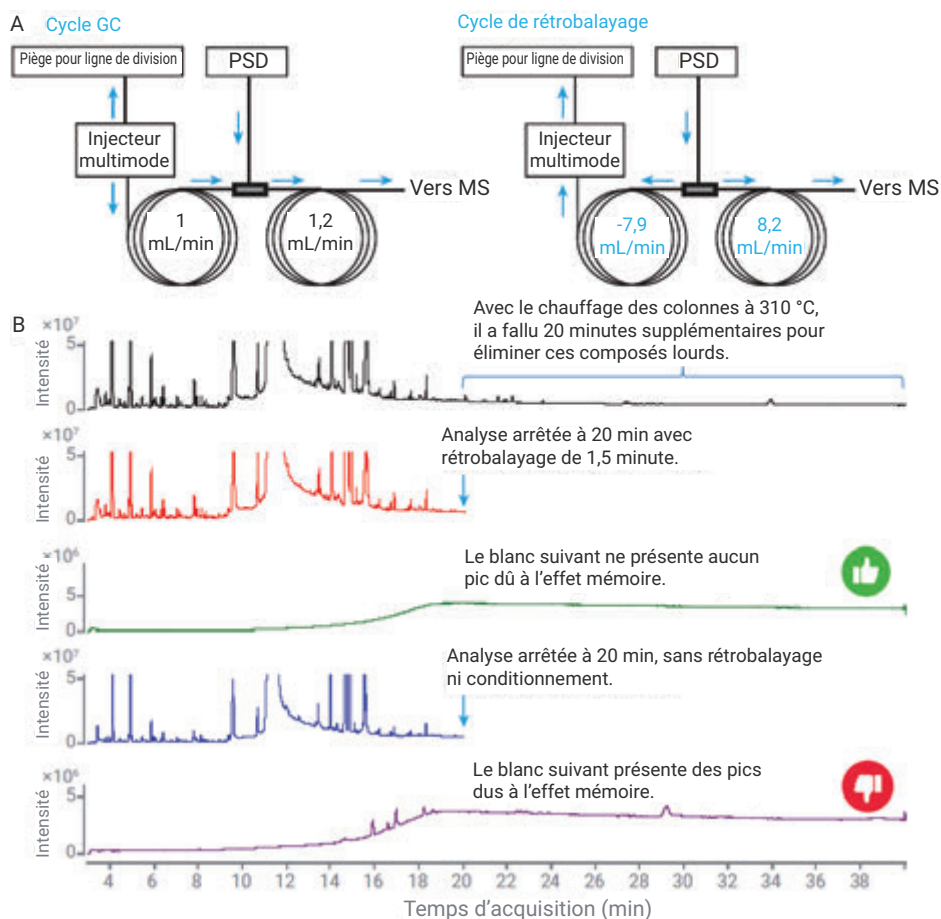 A
Cycle GC
Piège pour ligne de division
PSD
Injecteur
multimode
1
mL/min
1,2
mL/min
Vers MS
Cycle de rétrobalayage
Piège pour ligne de division
PSD
Injecteur
multimode
-7,9
mL/min
8,2
mL/min
Vers MS
B
×10⁷
Intensité
5
0
Avec le chauffage des colonnes à 310 °C,
il a fallu 20 minutes supplémentaires pour
éliminer ces composés lourds.
×10⁷
Intensité
5
0
Analyse arrêtée à 20 min avec
rétrobalayage de 1,5 minute.
×10⁶
Intensité
5
0
Le blanc suivant ne présente aucun
pic dû à l'effet mémoire.
×10⁷
Intensité
5
0
Analyse arrêtée à 20 min, sans rétrobalayage
ni conditionnement.
×10⁶
Intensité
5
0
Le blanc suivant présente des pics
dus à l'effet mémoire.
4 6 8 10 12 14 16 18 20 22 24 26 28 30 32 34 36 38
Temps d'acquisition (min)